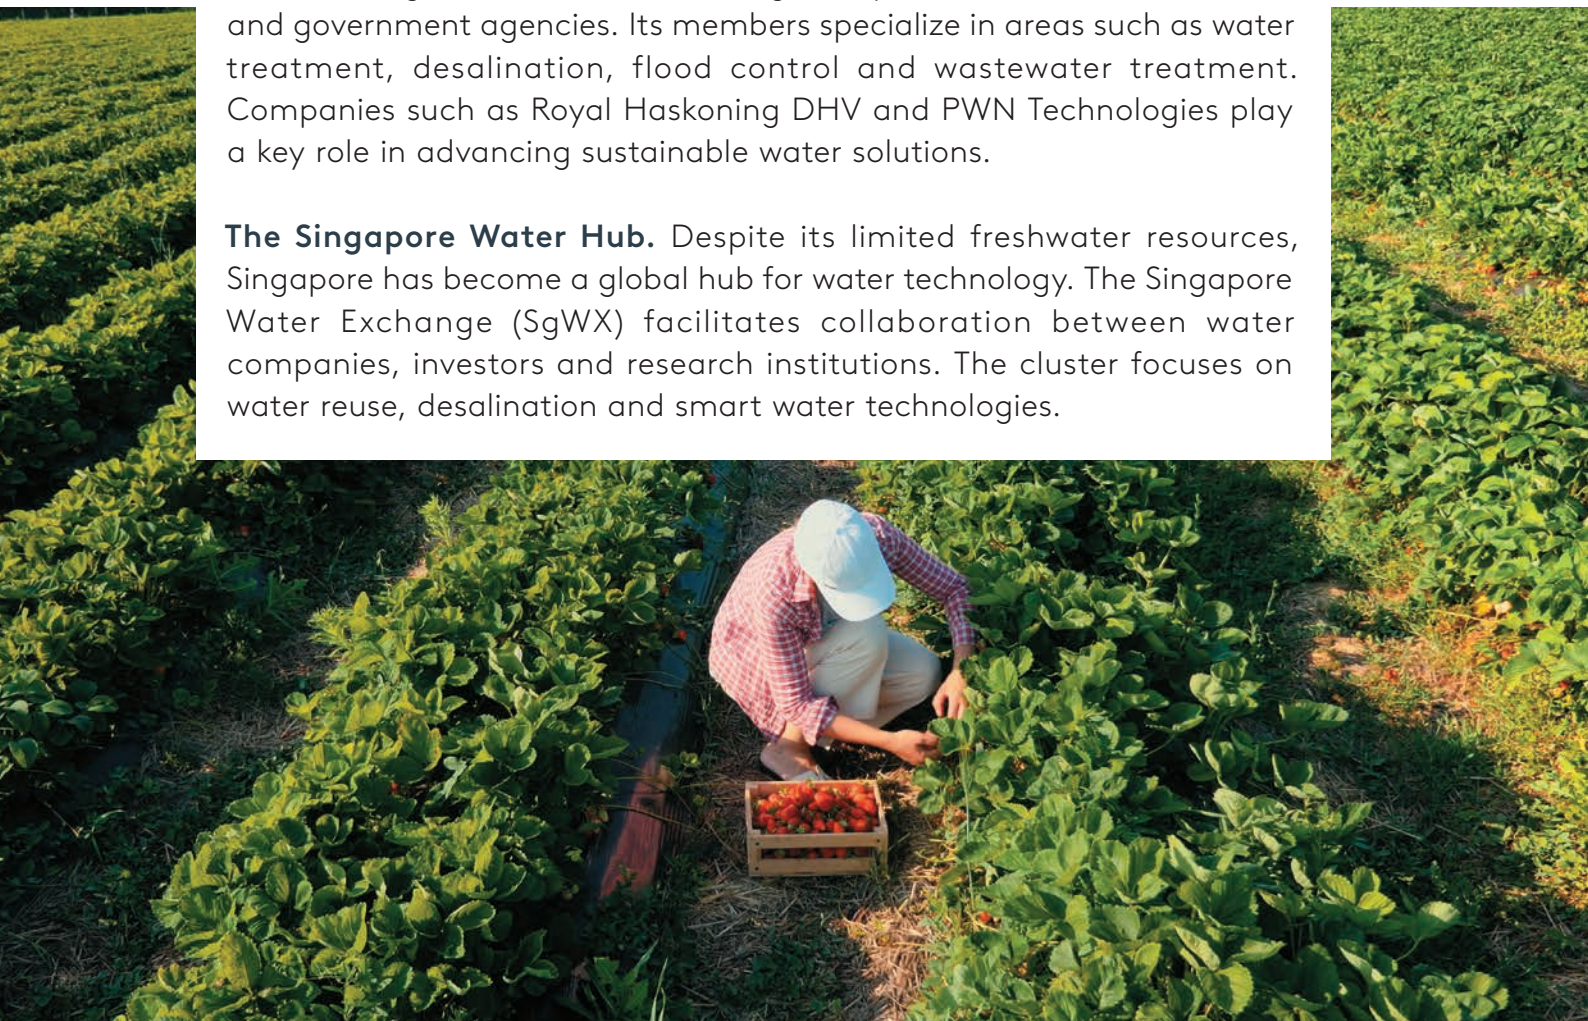 and government agencies. Its members specialize in areas such as water
treatment, desalination, flood control and wastewater treatment.
Companies such as Royal Haskoning DHV and PWN Technologies play
a key role in advancing sustainable water solutions.
The Singapore Water Hub. Despite its limited freshwater resources,
Singapore has become a global hub for water technology. The Singapore
Water Exchange (SgWX) facilitates collaboration between water
companies, investors and research institutions. The cluster focuses on
water reuse, desalination and smart water technologies.